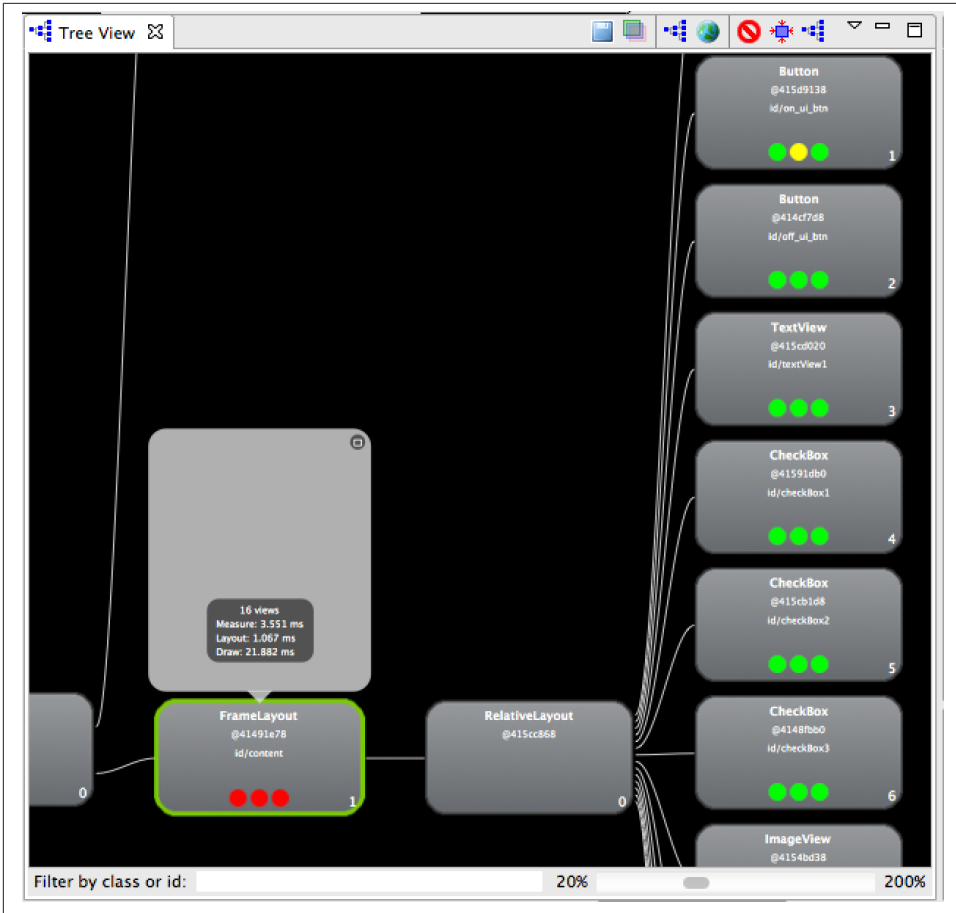 Tree View
Button
@415d9138
id/on_ui_btn
1
Button
@414cf7d8
id/off_ui_btn
2
TextView
@415cd020
id/textView1
3
CheckBox
@41591db0
id/checkBox1
4
CheckBox
@415cb1d8
id/checkBox2
5
CheckBox
@4148fbb0
id/checkBox3
6
ImageView
@4154bd38
16 views
Measure: 3.551 ms
Layout: 1.067 ms
Draw: 21.882 ms
0
FrameLayout
@41491e78
id/content
1
RelativeLayout
@415cc868
0
Filter by class or id:
20%
200%